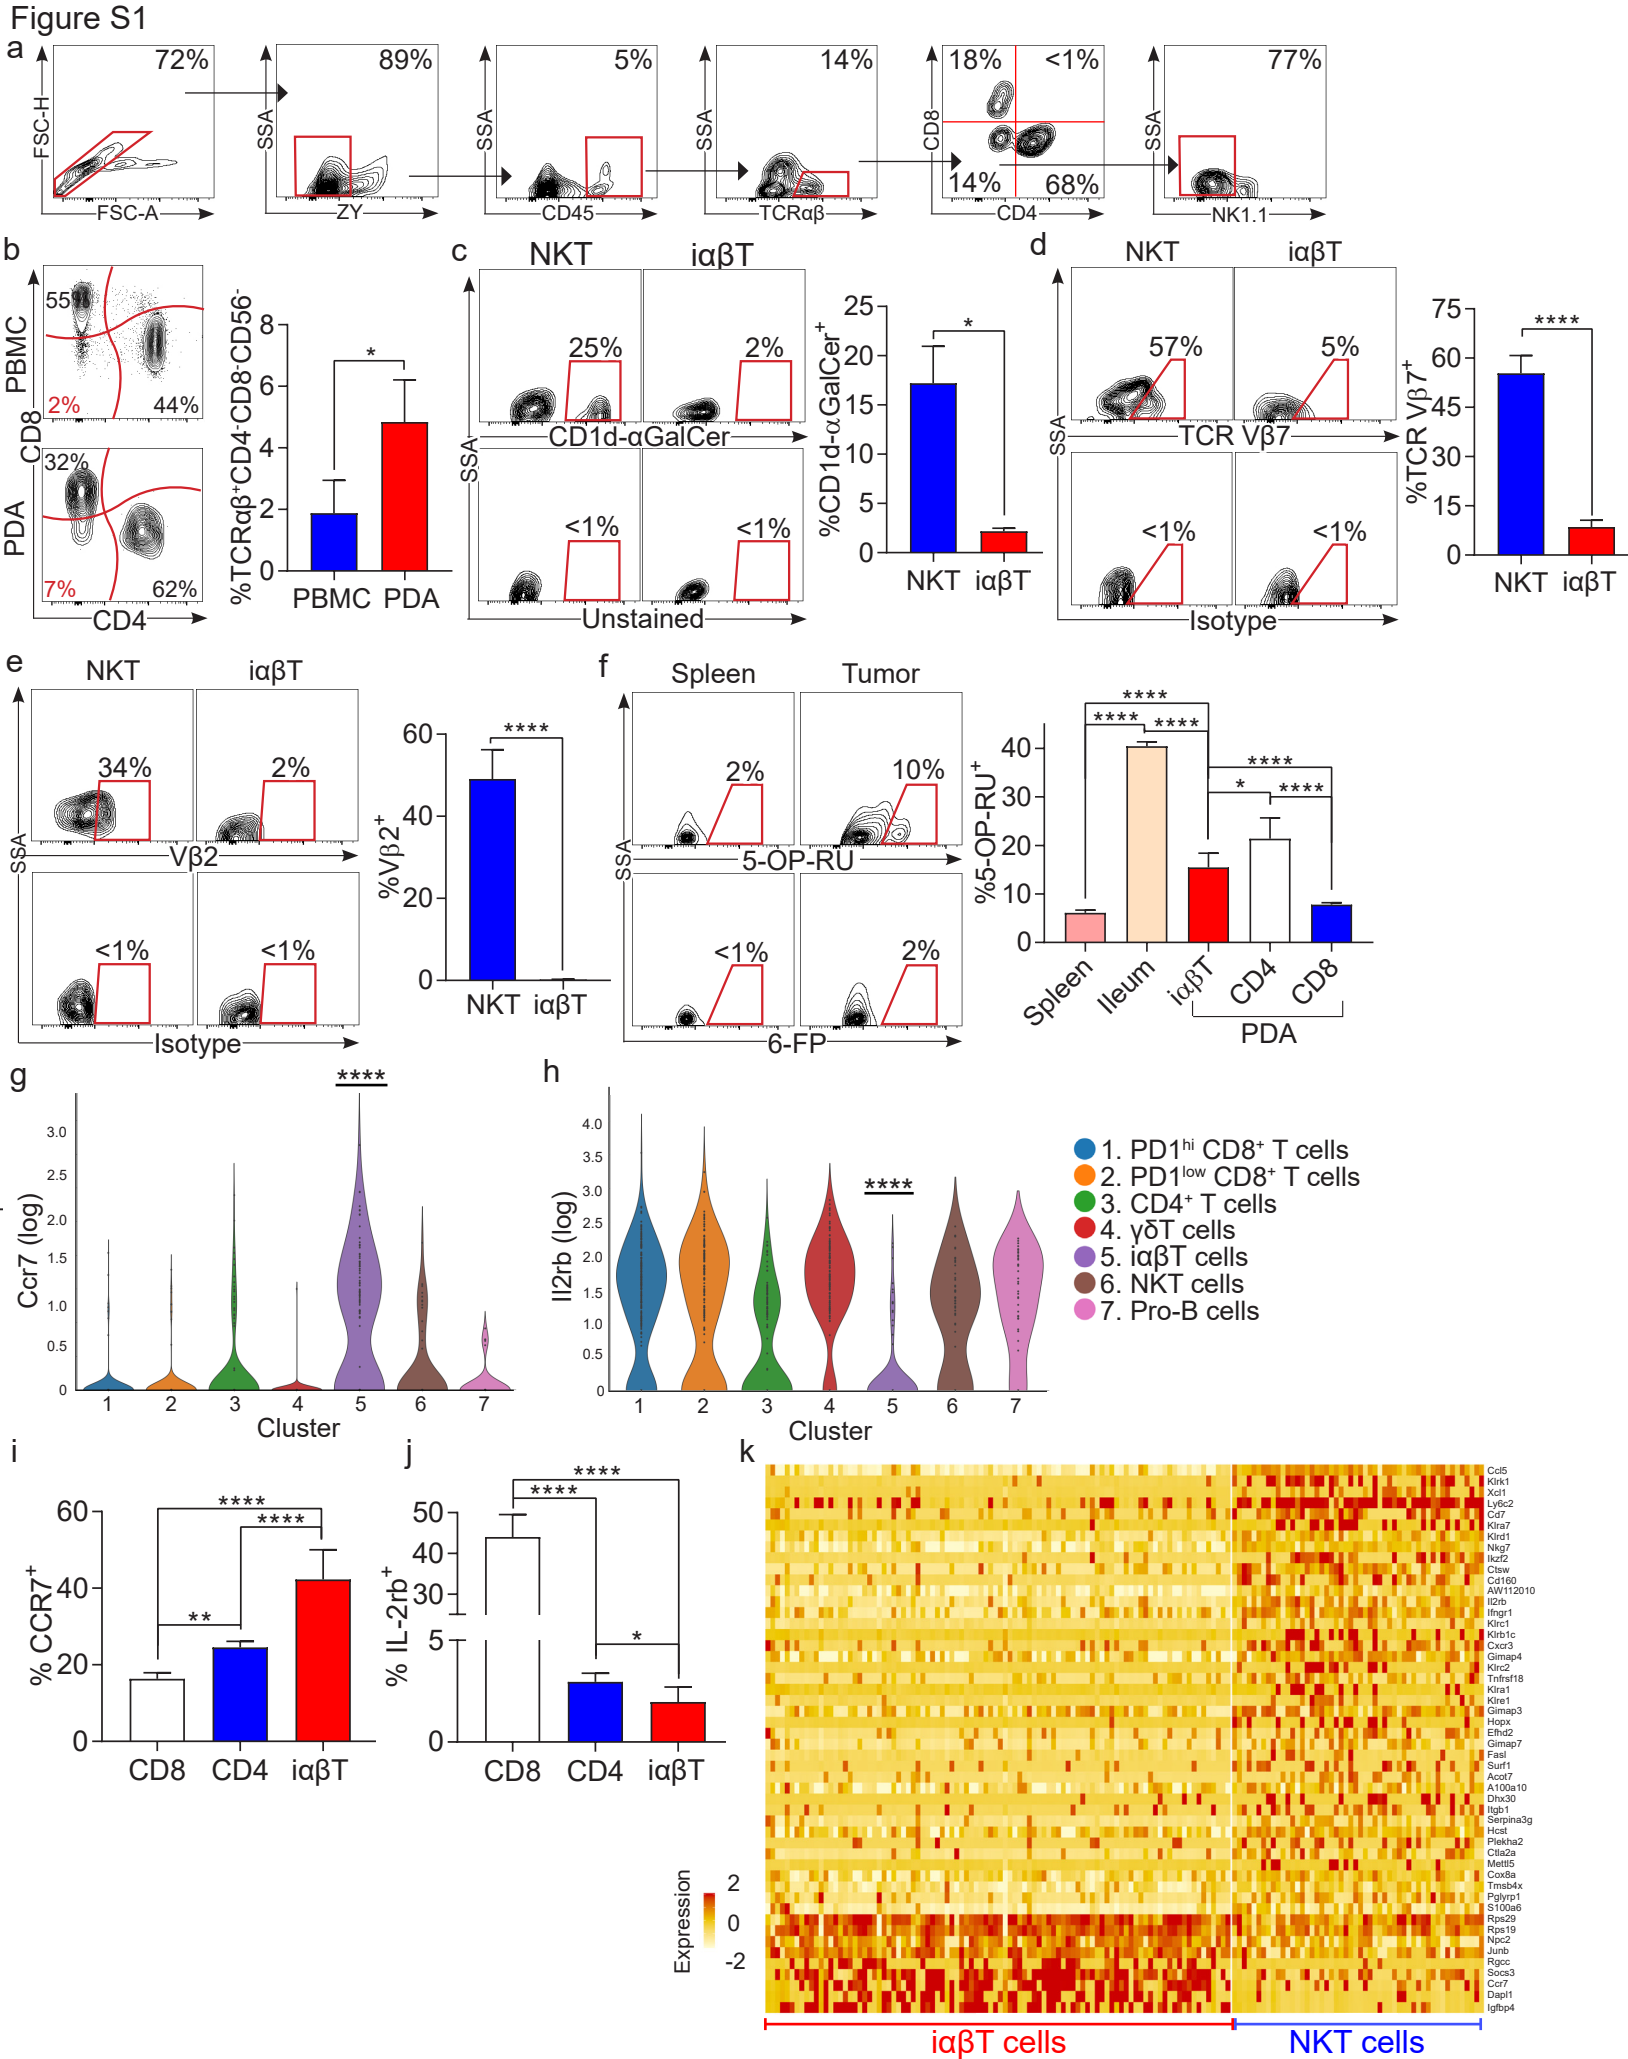 Figure S1
a
72%
FSC-H
FSC-A
89%
SSA
ZY
5%
SSA
CD45
14%
SSA
TCRαβ
18%
<1%
14%
68%
CD8
CD4
77%
SSA
NK1.1
b
PBMC
PDA
CD8
55
2%
44%
32%
7%
62%
CD4
%TCRαβ+CD4-CD8-CD56-
8
6
4
2
0
*
PBMC
PDA
c
NKT
iαβT
25%
2%
CD1d-αGalCer
SSA
<1%
<1%
Unstained
%CD1d-αGalCer+
25
20
15
10
5
0
*
NKT
iαβT
d
NKT
iαβT
57%
5%
TCR Vβ7
SSA
<1%
<1%
Isotype
%TCR Vβ7+
75
60
45
30
15
0
****
NKT
iαβT
e
NKT
iαβT
34%
2%
Vβ2
SSA
<1%
<1%
Isotype
%Vβ2+
60
40
20
0
****
NKT
iαβT
f
Spleen
Tumor
2%
10%
5-OP-RU
SSA
<1%
2%
6-FP
%5-OP-RU+
40
30
20
10
0
****
****
****
****
*
****
Spleen
Ileum
iαβT
CD4
CD8
PDA
g
****
Ccr7 (log)
3.0
2.5
2.0
1.5
1.0
0.5
0
1 2 3 4 5 6 7
Cluster
h
****
Il2rb (log)
4.0
3.5
3.0
2.5
2.0
1.5
1.0
0.5
0
1 2 3 4 5 6 7
Cluster
1. PD1hi CD8+ T cells
2. PD1low CD8+ T cells
3. CD4+ T cells
4. γδT cells
5. iαβT cells
6. NKT cells
7. Pro-B cells
i
% CCR7+
60
40
20
0
****
****
**
CD8
CD4
iαβT
j
% IL-2rb+
50
40
30
5
0
****
****
*
CD8
CD4
iαβT
k
Ccl5
Klrk1
Xcl1
Ly6c2
Cd7
Klra7
Klrd1
Nkg7
Ikzf2
Ctsw
Cd160
AW112010
Il2rb
Ifngr1
Klrc1
Klrb1c
Cxcr3
Gimap4
Klrc2
Tnfrsf18
Klra1
Klre1
Gimap3
Hopx
Efhd2
Gimap7
Fasl
Surf1
Acot7
A100a10
Dhx30
Itgb1
Serpina3g
Hcst
Plekha2
Ctla2a
Mettl5
Cox8a
Tmsb4x
Pglyrp1
S100a6
Rps29
Rps19
Npc2
Junb
Rgcc
Socs3
Ccr7
Dapl1
Igfbp4
Expression
2
0
-2
iαβT cells
NKT cells